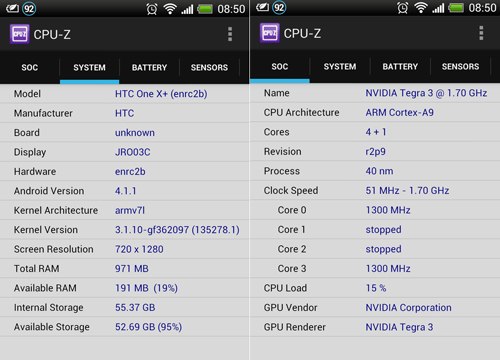 92 08:50
CPU-Z
SOC SYSTEM BATTERY SENSORS
Model HTC One X+ (enrc2b)
Manufacturer HTC
Board unknown
Display JRO03C
Hardware enrc2b
Android Version 4.1.1
Kernel Architecture armv7l
Kernel Version 3.1.10-gf362097 (135278.1)
Screen Resolution 720 x 1280
Total RAM 971 MB
Available RAM 191 MB (19%)
Internal Storage 55.37 GB
Available Storage 52.69 GB (95%)
92 08:50
CPU-Z
SOC SYSTEM BATTERY SENSORS
Name NVIDIA Tegra 3 @ 1.70 GHz
CPU Architecture ARM Cortex-A9
Cores 4 + 1
Revision r2p9
Process 40 nm
Clock Speed 51 MHz - 1.70 GHz
Core 0 1300 MHz
Core 1 stopped
Core 2 stopped
Core 3 1300 MHz
CPU Load 15 %
GPU Vendor NVIDIA Corporation
GPU Renderer NVIDIA Tegra 3